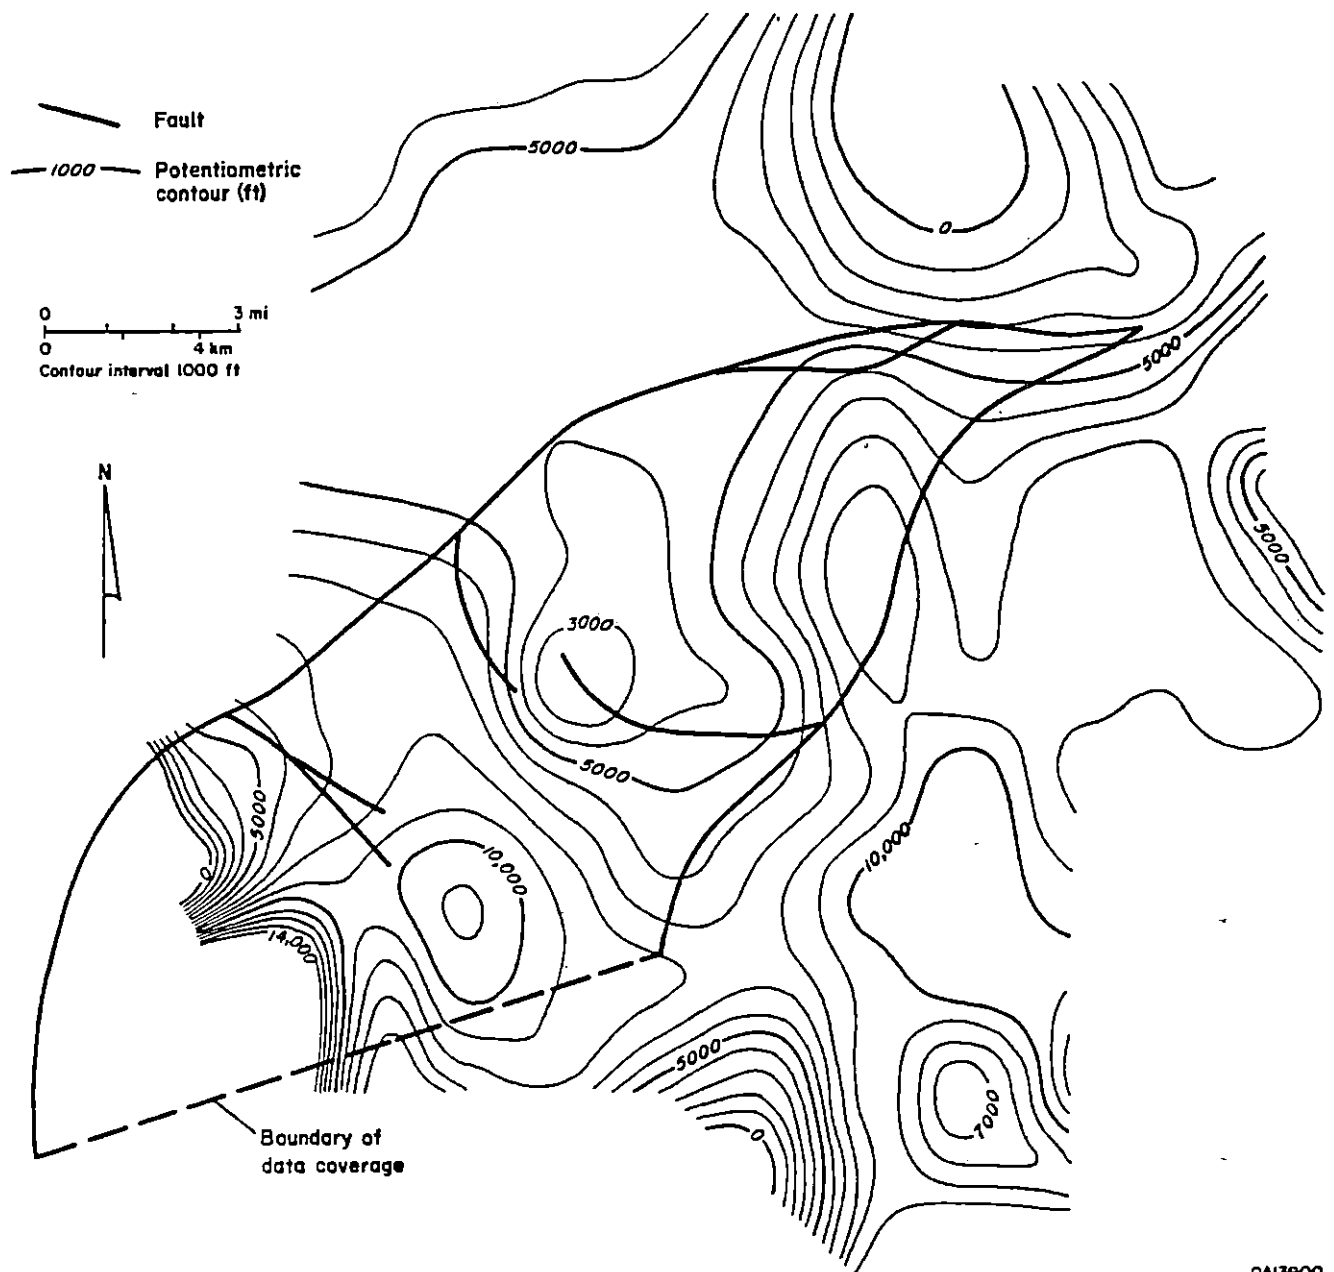 Fault
5000
1000
Potentiometric
contour (ft)
0
0 3 mi
0 4 km
Contour interval 1000 ft
5000
N
5000
3000
5000
5000
10,000
10,000
0
14,000
5000
7000
0
Boundary of
data coverage